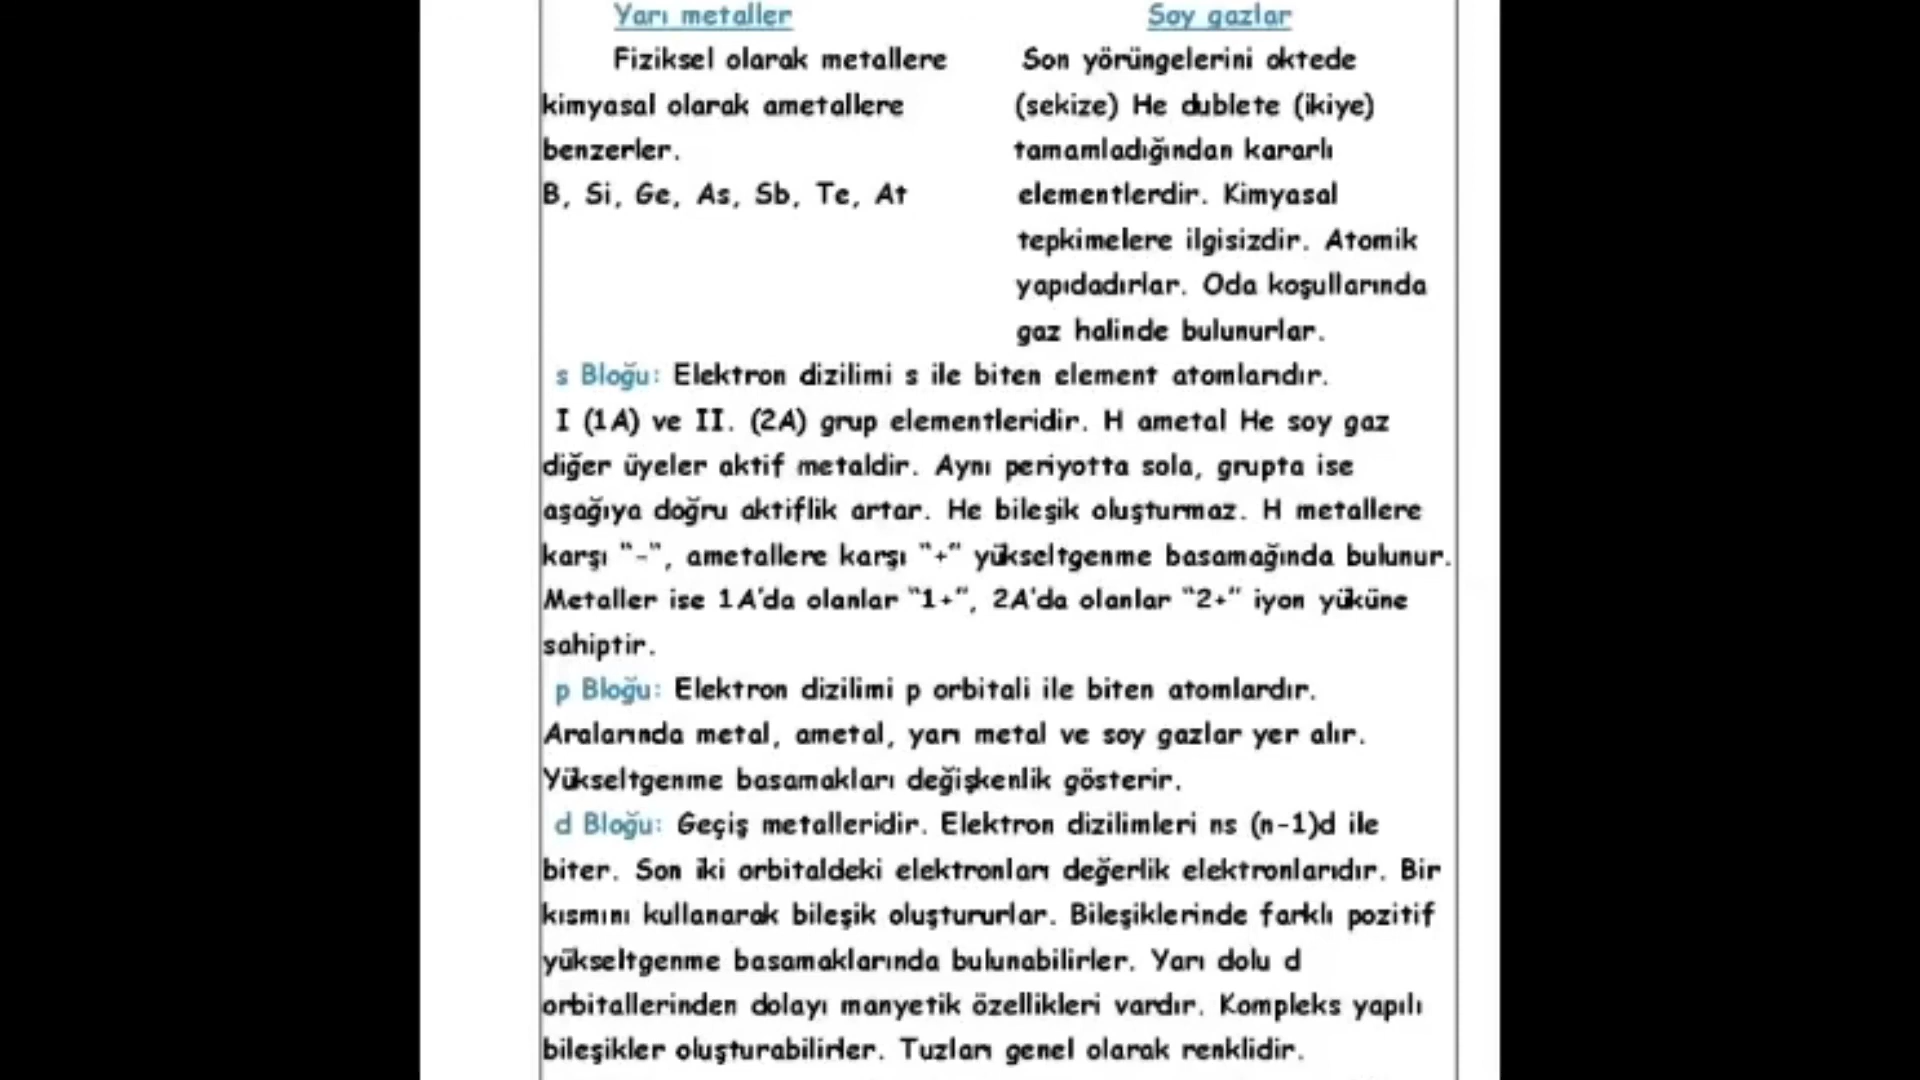 Yarı metaller
Fiziksel olarak metallere
kimyasal olarak ametallere
benzerler.
B, Si, Ge, As, Sb, Te, At
Soy gazlar
Son yörüngelerini oktede
(sekize) He dublete (ikiye)
tamamladığından kararlı
elementlerdir. Kimyasal
tepkimelere ilgisizdir. Atomik
yapıdadırlar. Oda koşullarında
gaz halinde bulunurlar.
s Bloğu: Elektron dizilimi s ile biten element atomlarıdır.
I (1A) ve II. (2A) grup elementleridir. H ametal He soy gaz
diğer üyeler aktif metaldir. Aynı periyotta sola, grupta ise
aşağıya doğru aktiflik artar. He bileşik oluşturmaz. H metallere
karşı "-", ametallere karşı "+" yükseltgenme basamağında bulunur.
Metaller ise 1A'da olanlar "1+", 2A'da olanlar "2+" iyon yüküne
sahiptir.
p Bloğu: Elektron dizilimi p orbitali ile biten atomlardır.
Aralarında metal, ametal, yarı metal ve soy gazlar yer alır.
Yükseltgenme basamakları değişkenlik gösterir.
d Bloğu: Geçiş metalleridir. Elektron dizilimleri ns (n-1)d ile
biter. Son iki orbitaldeki elektronları değerlik elektronlarıdır. Bir
kısmını kullanarak bileşik oluştururlar. Bileşiklerinde farklı pozitif
yükseltgenme basamaklarında bulunabilirler. Yarı dolu d
orbitallerinden dolayı manyetik özellikleri vardır. Kompleks yapılı
bileşikler oluşturabilirler. Tuzları genel olarak renklidir.